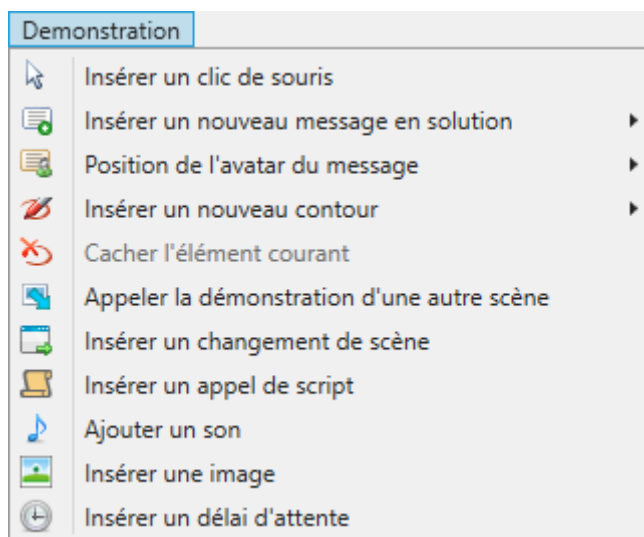 Demonstration
Insérer un clic de souris
Insérer un nouveau message en solution
Position de l'avatar du message
Insérer un nouveau contour
Cacher l'élément courant
Appeler la démonstration d'une autre scène
Insérer un changement de scène
Insérer un appel de script
Ajouter un son
Insérer une image
Insérer un délai d'attente